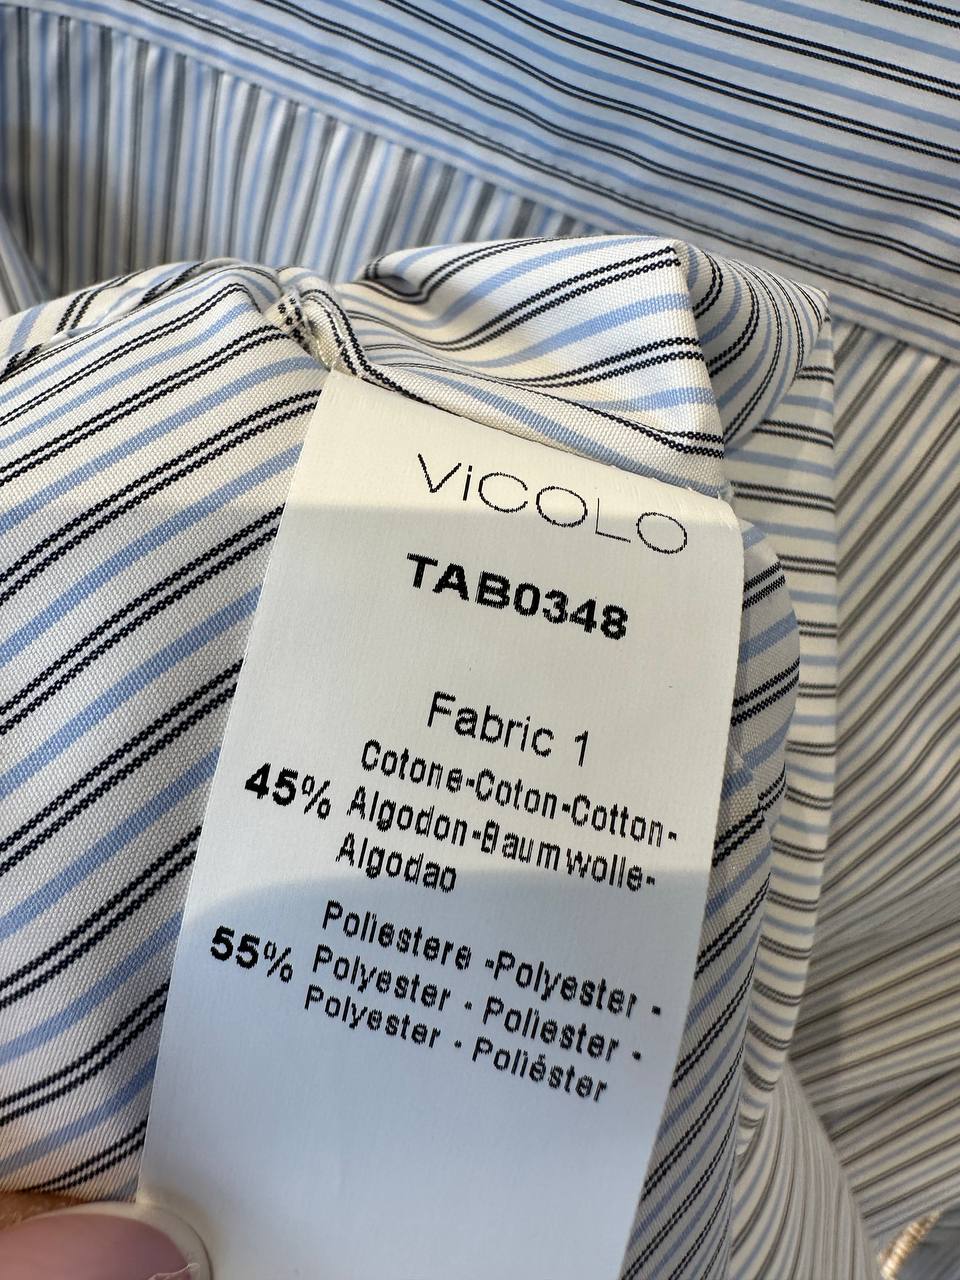 ViCOLO
TAB0348
Fabric 1
Cotone-Coton-Cotton-
45% Algodon-Baumwolle-
Algodao
Poliestere -Polyester -
55% Polyester - Poliester -
Polyester - Poliéster